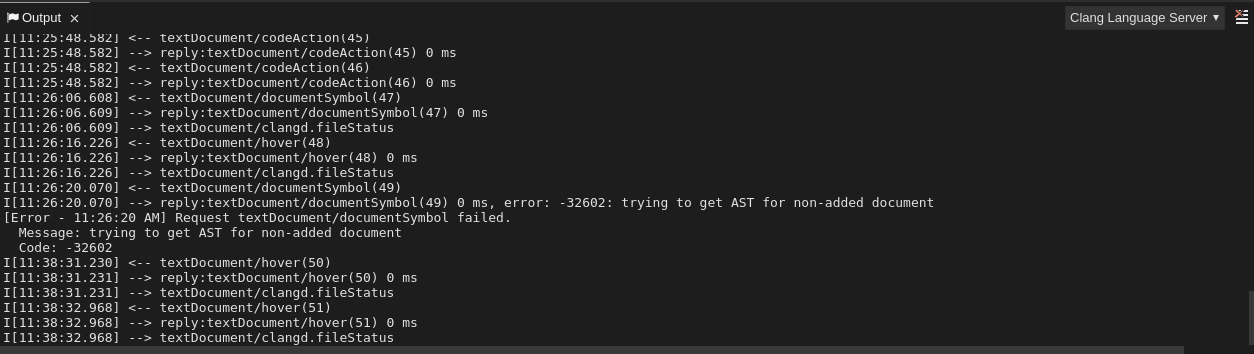 Output ×
Clang Language Server ▼
I[11:25:48.582] <-- textDocument/codeAction(45)
I[11:25:48.582] --> reply:textDocument/codeAction(45) 0 ms
I[11:25:48.582] <-- textDocument/codeAction(46)
I[11:25:48.582] --> reply:textDocument/codeAction(46) 0 ms
I[11:26:06.608] <-- textDocument/documentSymbol(47)
I[11:26:06.609] --> reply:textDocument/documentSymbol(47) 0 ms
I[11:26:06.609] --> textDocument/clangd.fileStatus
I[11:26:16.226] <-- textDocument/hover(48)
I[11:26:16.226] --> reply:textDocument/hover(48) 0 ms
I[11:26:16.226] --> textDocument/clangd.fileStatus
I[11:26:20.070] <-- textDocument/documentSymbol(49)
I[11:26:20.070] --> reply:textDocument/documentSymbol(49) 0 ms, error: -32602: trying to get AST for non-added document
[Error - 11:26:20 AM] Request textDocument/documentSymbol failed.
  Message: trying to get AST for non-added document
  Code: -32602
I[11:38:31.230] <-- textDocument/hover(50)
I[11:38:31.231] --> reply:textDocument/hover(50) 0 ms
I[11:38:31.231] --> textDocument/clangd.fileStatus
I[11:38:32.968] <-- textDocument/hover(51)
I[11:38:32.968] --> reply:textDocument/hover(51) 0 ms
I[11:38:32.968] --> textDocument/clangd.fileStatus